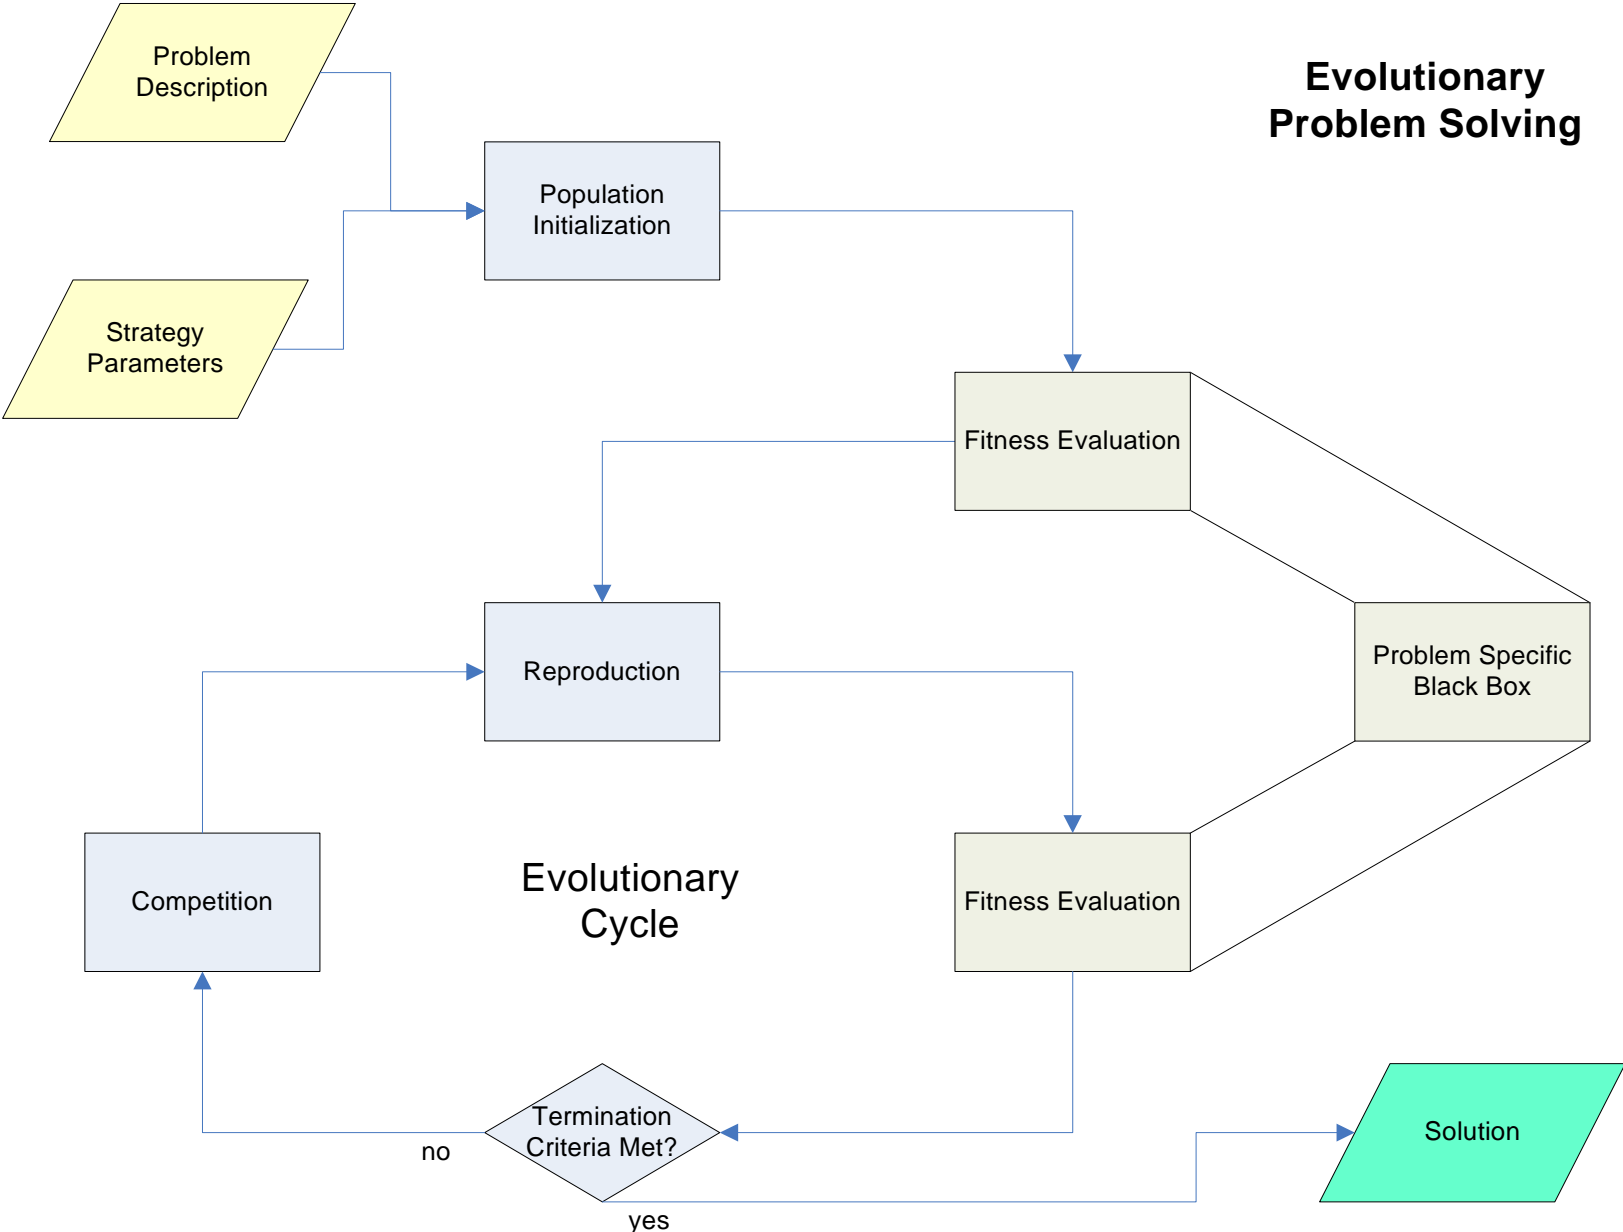 Problem
Description
Evolutionary
Problem Solving
Population
Initialization
Strategy
Parameters
Fitness Evaluation
Reproduction
Problem Specific
Black Box
Competition
Evolutionary
Cycle
Fitness Evaluation
Termination
Criteria Met?
no
yes
Solution